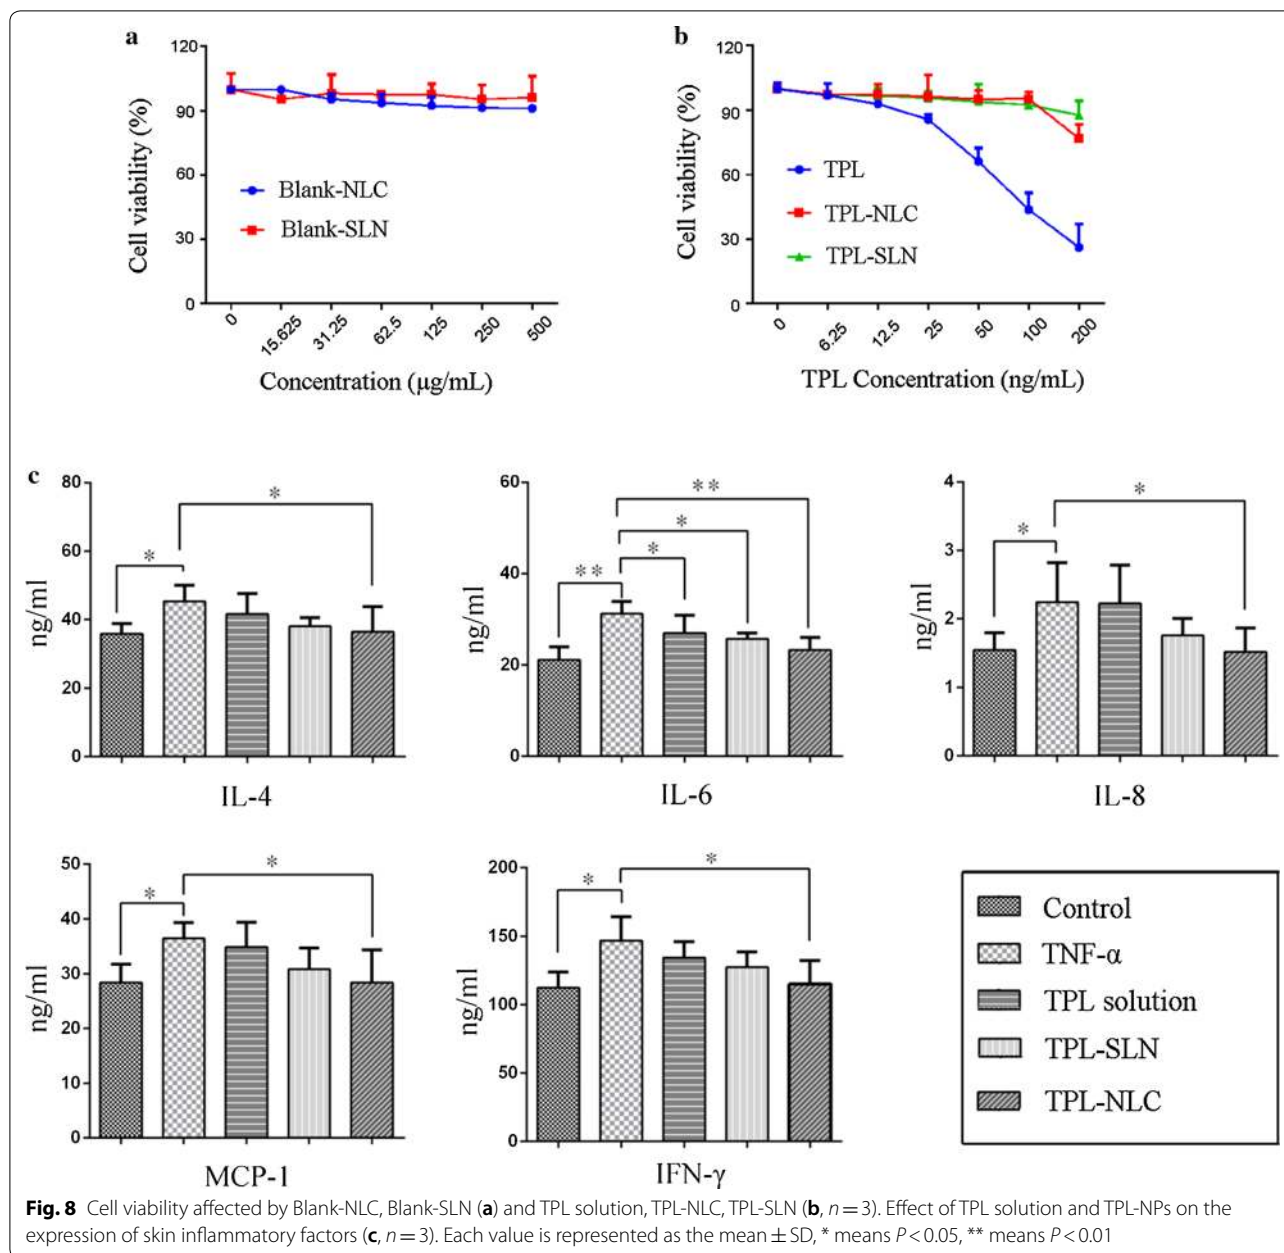 a
120
90
60
30
0
Cell viability (%)
Blank-NLC
Blank-SLN
0 15.625 31.25 62.5 125 250 500
Concentration (μg/mL)
b
120
90
60
30
0
Cell viability (%)
TPL
TPL-NLC
TPL-SLN
0 6.25 12.5 25 50 100 200
TPL Concentration (ng/mL)
c
80
60
40
20
0
ng/ml
* *
IL-4
60
40
20
0
ng/ml
** * * **
IL-6
4
3
2
1
0
ng/ml
* *
IL-8
50
40
30
20
10
0
ng/ml
* *
MCP-1
200
150
100
50
0
ng/ml
* *
IFN-γ
Control
TNF-α
TPL solution
TPL-SLN
TPL-NLC
Fig. 8 Cell viability affected by Blank-NLC, Blank-SLN (a) and TPL solution, TPL-NLC, TPL-SLN (b, n = 3). Effect of TPL solution and TPL-NPs on the
expression of skin inflammatory factors (c, n = 3). Each value is represented as the mean ± SD, * means P < 0.05, ** means P < 0.01